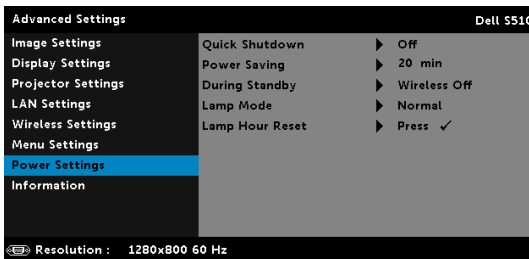 Advanced Settings Dell S510
Image Settings
Display Settings
Projector Settings
LAN Settings
Wireless Settings
Menu Settings
Power Settings
Information
Quick Shutdown Off
Power Saving 20 min
During Standby Wireless Off
Lamp Mode Normal
Lamp Hour Reset Press ✓
Resolution : 1280x800 60 Hz